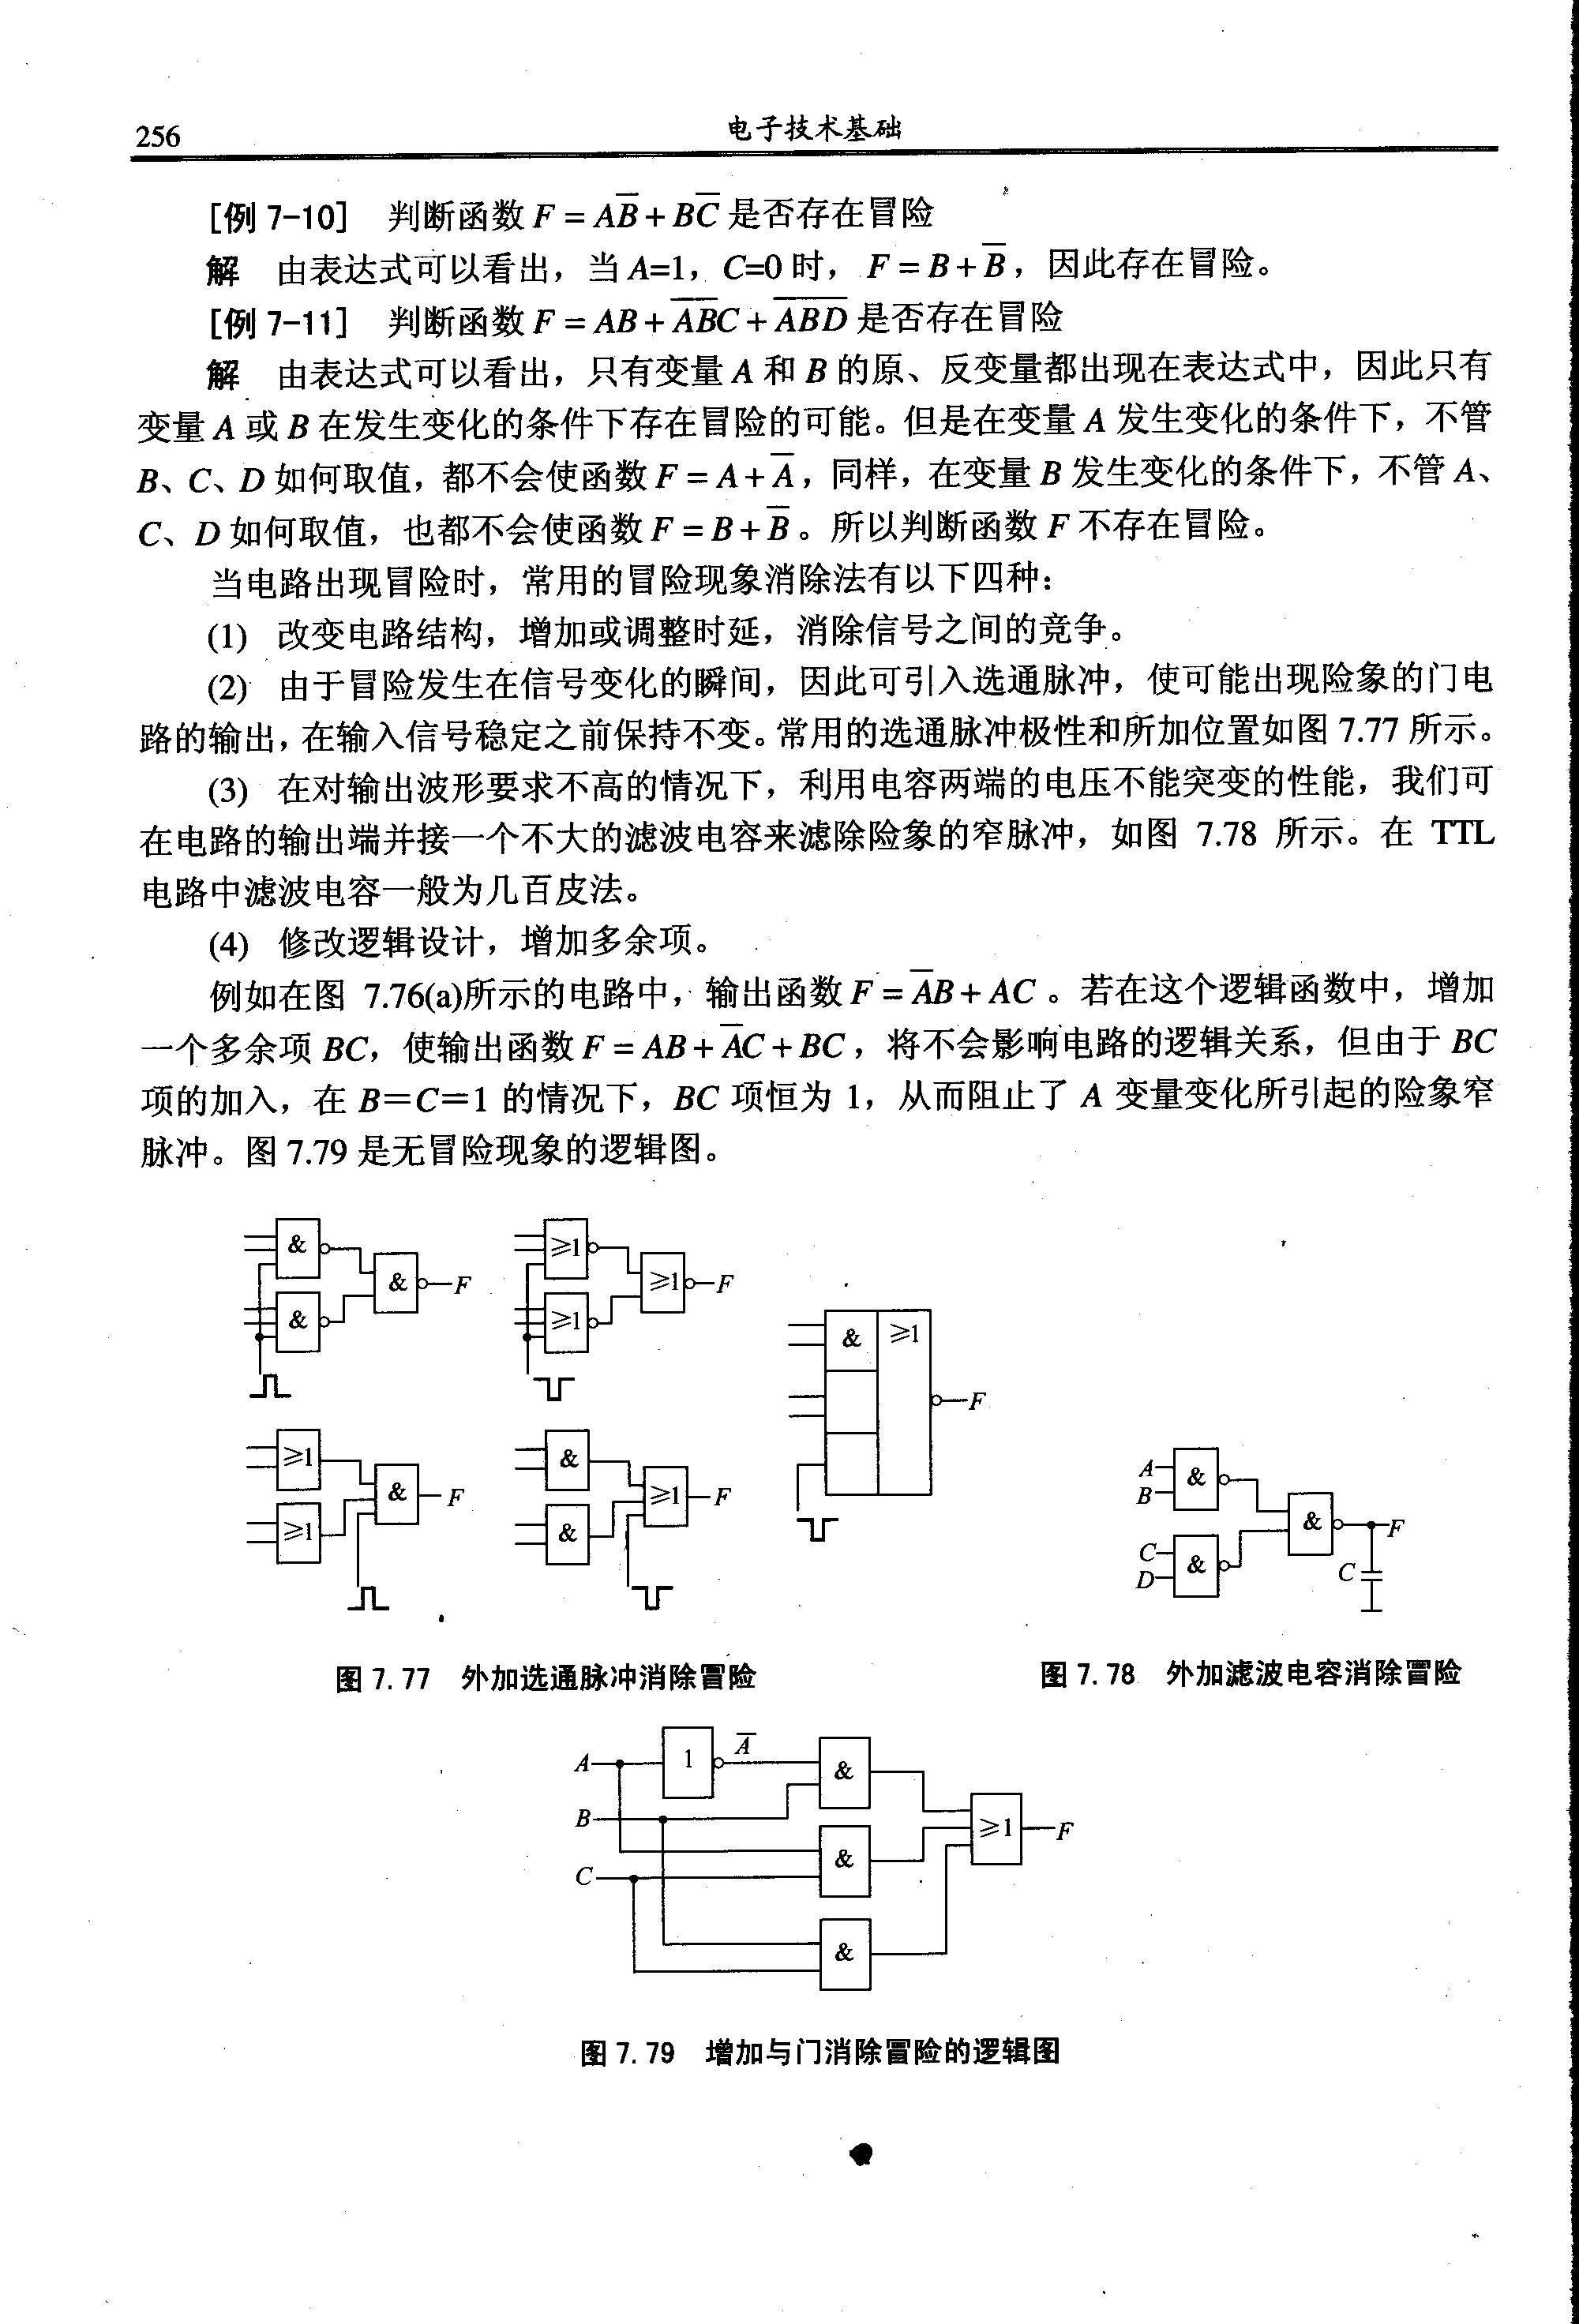 256
电子技术基础
[例 7-10] 判断函数 F = AB̅ + BC̅ 是否存在冒险
解 由表达式可以看出，当 A=1，C=0 时，F = B + B̅，因此存在冒险。
[例 7-11] 判断函数 F = AB + A̅B̅C + A̅B̅D̅ 是否存在冒险
解 由表达式可以看出，只有变量 A 和 B 的原、反变量都出现在表达式中，因此只有
变量 A 或 B 在发生变化的条件下存在冒险的可能。但是在变量 A 发生变化的条件下，不管
B、C、D 如何取值，都不会使函数 F = A + A̅，同样，在变量 B 发生变化的条件下，不管 A、
C、D 如何取值，也都不会使函数 F = B + B̅。所以判断函数 F 不存在冒险。
当电路出现冒险时，常用的冒险现象消除法有以下四种：
(1) 改变电路结构，增加或调整时延，消除信号之间的竞争。
(2) 由于冒险发生在信号变化的瞬间，因此可引入选通脉冲，使可能出现险象的门电
路的输出，在输入信号稳定之前保持不变。常用的选通脉冲极性和所加位置如图 7.77 所示。
(3) 在对输出波形要求不高的情况下，利用电容两端的电压不能突变的性能，我们可
在电路的输出端并接一个不大的滤波电容来滤除险象的窄脉冲，如图 7.78 所示。在 TTL
电路中滤波电容一般为几百皮法。
(4) 修改逻辑设计，增加多余项。
例如在图 7.76(a)所示的电路中，输出函数 F = A̅B + AC。若在这个逻辑函数中，增加
一个多余项 BC，使输出函数 F = AB + A̅C + BC，将不会影响电路的逻辑关系，但由于 BC
项的加入，在 B＝C＝1 的情况下，BC 项恒为 1，从而阻止了 A 变量变化所引起的险象窄
脉冲。图 7.79 是无冒险现象的逻辑图。
& & & F
≥1 ≥1 ≥1 F
& ≥1 F
≥1 ≥1 & F
& & ≥1 F
A B & C D & & F C
图 7.77 外加选通脉冲消除冒险
图 7.78 外加滤波电容消除冒险
A 1 A̅ &
B ≥1 F
&
C
&
图 7.79 增加与门消除冒险的逻辑图